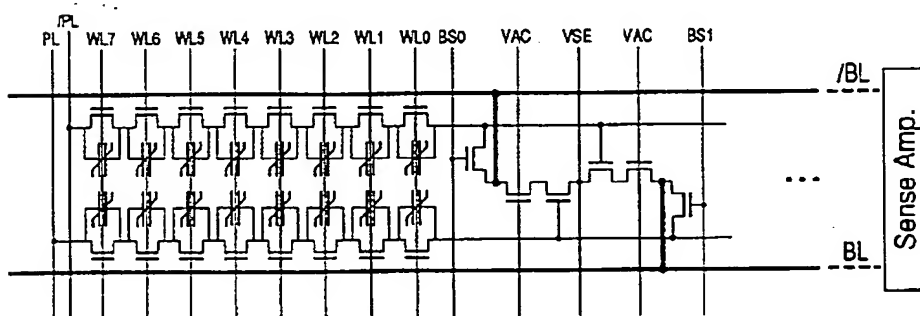 /PL
PL WL7 WL6 WL5 WL4 WL3 WL2 WL1 WL0 BS0 VAC VSE VAC BS1
/BL
Sense Amp.
BL